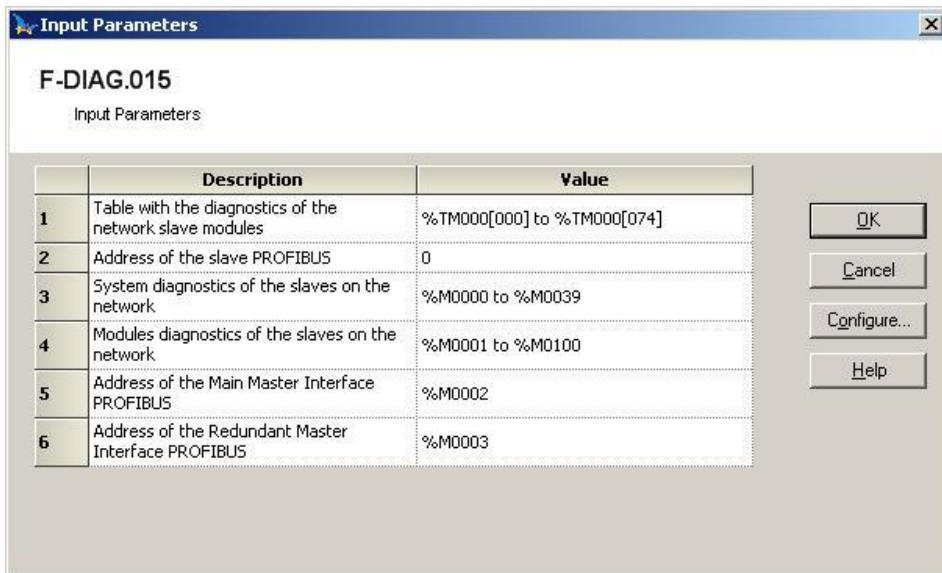 Input Parameters
F-DIAG.015
Input Parameters
Description Value
1 Table with the diagnostics of the network slave modules %TM000[000] to %TM000[074]
2 Address of the slave PROFIBUS 0
3 System diagnostics of the slaves on the network %M0000 to %M0039
4 Modules diagnostics of the slaves on the network %M0001 to %M0100
5 Address of the Main Master Interface PROFIBUS %M0002
6 Address of the Redundant Master Interface PROFIBUS %M0003
OK
Cancel
Configure...
Help